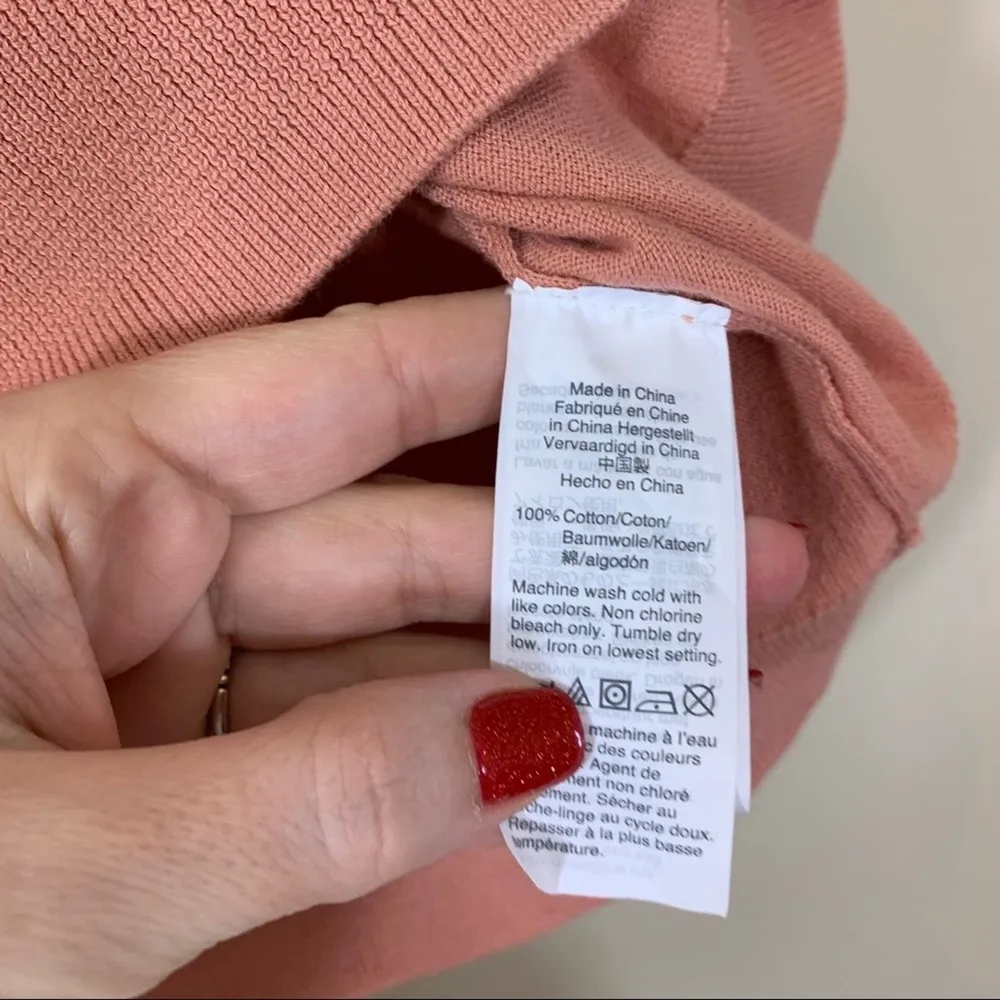 Made in China
Fabriqué en Chine
in China Hergestellt
Vervaardigd in China
中国製
Hecho en China
100% Cotton/Coton/
Baumwolle/Katoen/
綿/algodón
Machine wash cold with
like colors. Non chlorine
bleach only. Tumble dry
low. Iron on lowest setting.
machine à l'eau
des couleurs
Agent de
non chloré
Sécher au
au cycle doux.
Repasser à la plus basse
température.